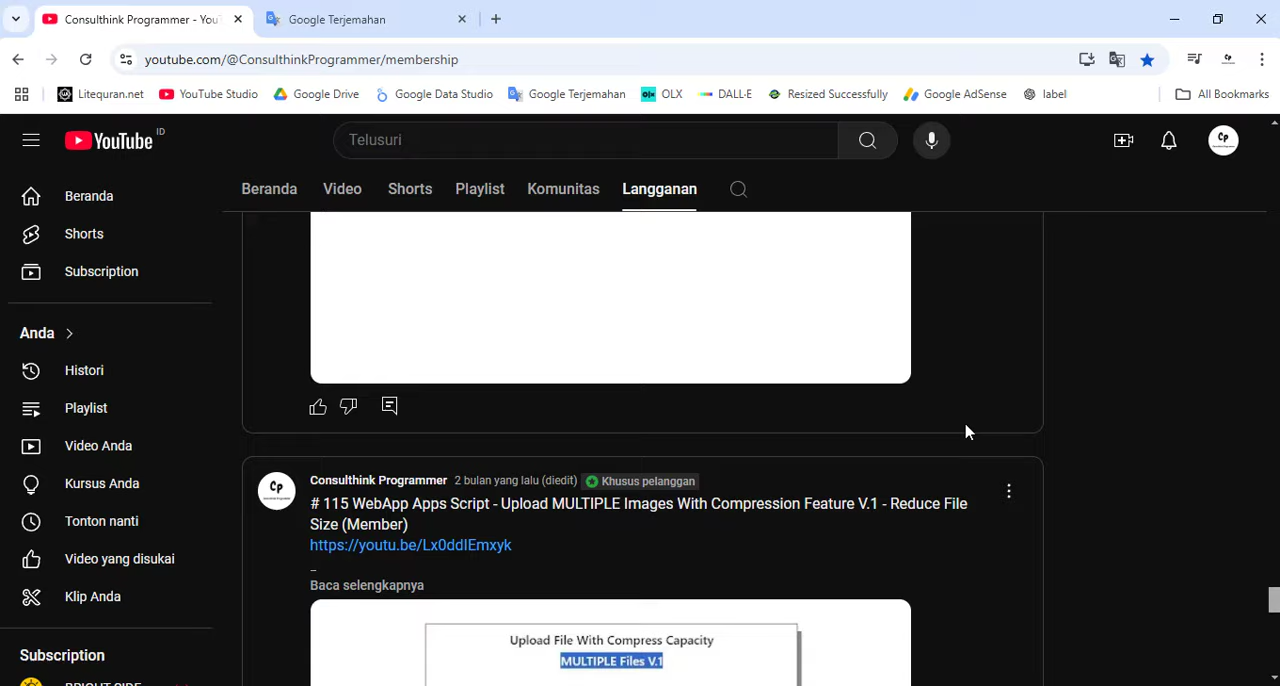 Consulthink Programmer - You
Google Terjemahan
youtube.com/@ConsulthinkProgrammer/membership
Litequran.net
YouTube Studio
Google Drive
Google Data Studio
Google Terjemahan
OLX
DALL·E
Resized Successfully
Google AdSense
label
All Bookmarks
YouTube ID
Telusuri
Cp
Beranda
Video
Shorts
Playlist
Komunitas
Langganan
Beranda
Shorts
Subscription
Anda
Histori
Playlist
Video Anda
Kursus Anda
Tonton nanti
Video yang disukai
Klip Anda
Subscription
Cp
Consulthink Programmer 2 bulan yang lalu (diedit) Khusus pelanggan
# 115 WebApp Apps Script - Upload MULTIPLE Images With Compression Feature V.1 - Reduce File
Size (Member)
https://youtu.be/Lx0ddIEmxyk
_
Baca selengkapnya
Upload File With Compress Capacity
MULTIPLE Files V.1